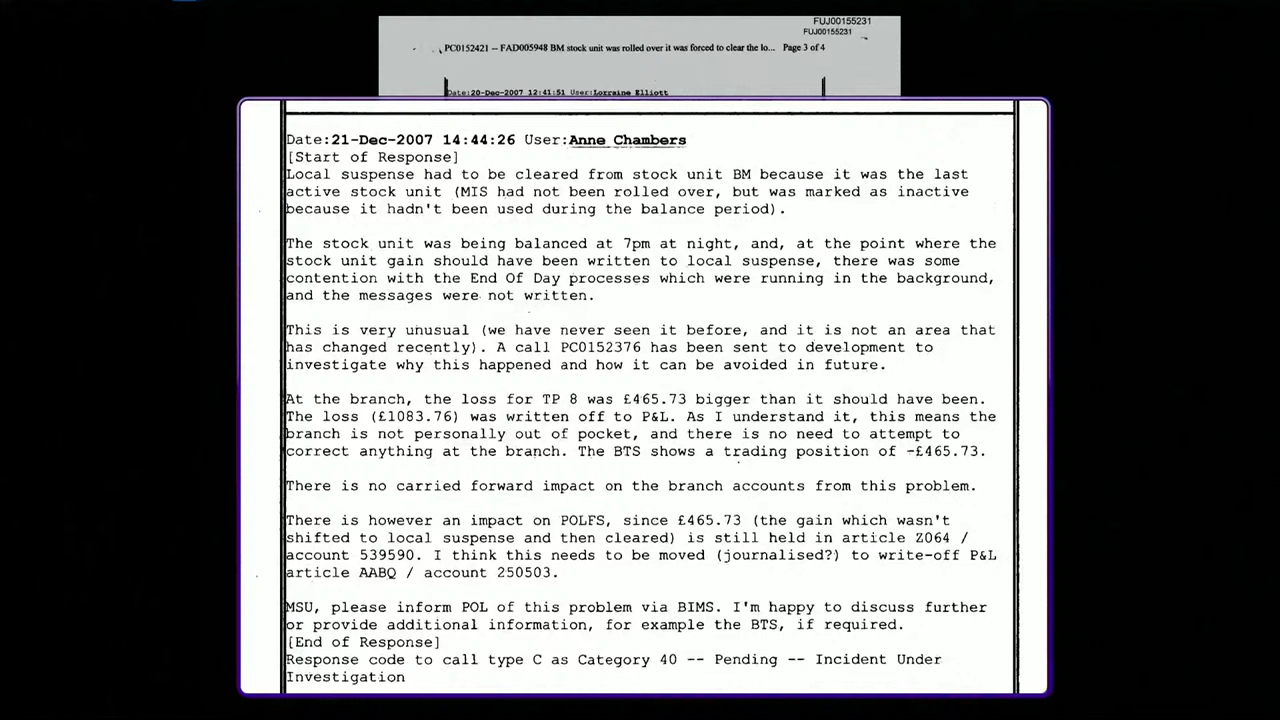 FUJ00155231
FUJ00155231
PC0152421 -- FAD005948 BM stock unit was rolled over it was forced to clear the lo... Page 3 of 4
Date:20-Dec-2007 12:41:51 User:Lorraine Elliott
Date:21-Dec-2007 14:44:26 User:Anne Chambers
[Start of Response]
Local suspense had to be cleared from stock unit BM because it was the last
active stock unit (MIS had not been rolled over, but was marked as inactive
because it hadn't been used during the balance period).
The stock unit was being balanced at 7pm at night, and, at the point where the
stock unit gain should have been written to local suspense, there was some
contention with the End Of Day processes which were running in the background,
and the messages were not written.
This is very unusual (we have never seen it before, and it is not an area that
has changed recently). A call PC0152376 has been sent to development to
investigate why this happened and how it can be avoided in future.
At the branch, the loss for TP 8 was £465.73 bigger than it should have been.
The loss (£1083.76) was written off to P&L. As I understand it, this means the
branch is not personally out of pocket, and there is no need to attempt to
correct anything at the branch. The BTS shows a trading position of -£465.73.
There is no carried forward impact on the branch accounts from this problem.
There is however an impact on POLFS, since £465.73 (the gain which wasn't
shifted to local suspense and then cleared) is still held in article Z064 /
account 539590. I think this needs to be moved (journalised?) to write-off P&L
article AABQ / account 250503.
MSU, please inform POL of this problem via BIMS. I'm happy to discuss further
or provide additional information, for example the BTS, if required.
[End of Response]
Response code to call type C as Category 40 -- Pending -- Incident Under
Investigation